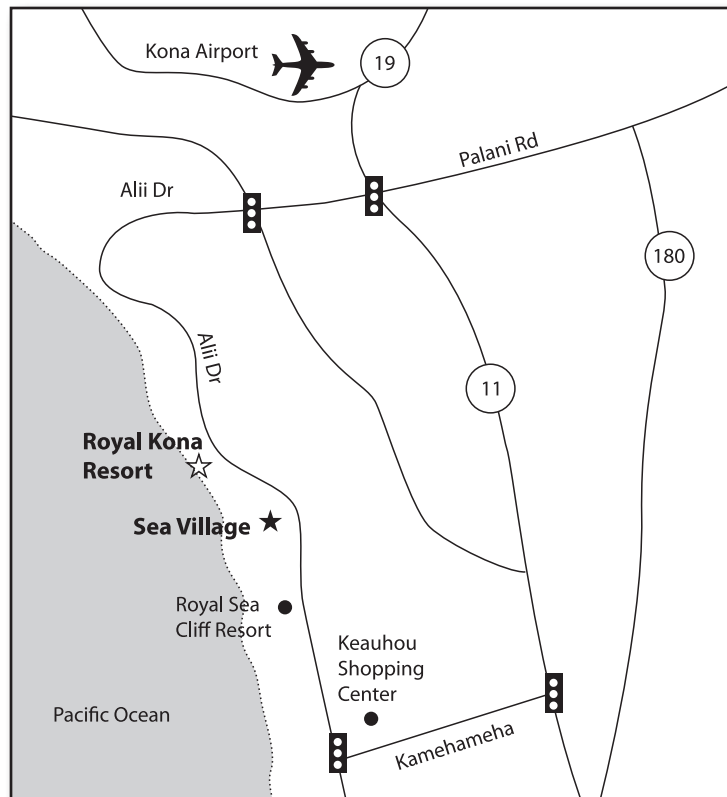 Kona Airport
19
Palani Rd
Alii Dr
180
Alii Dr
11
Royal Kona
Resort
Sea Village
Royal Sea
Cliff Resort
Keauhou
Shopping
Center
Pacific Ocean
Kamehameha